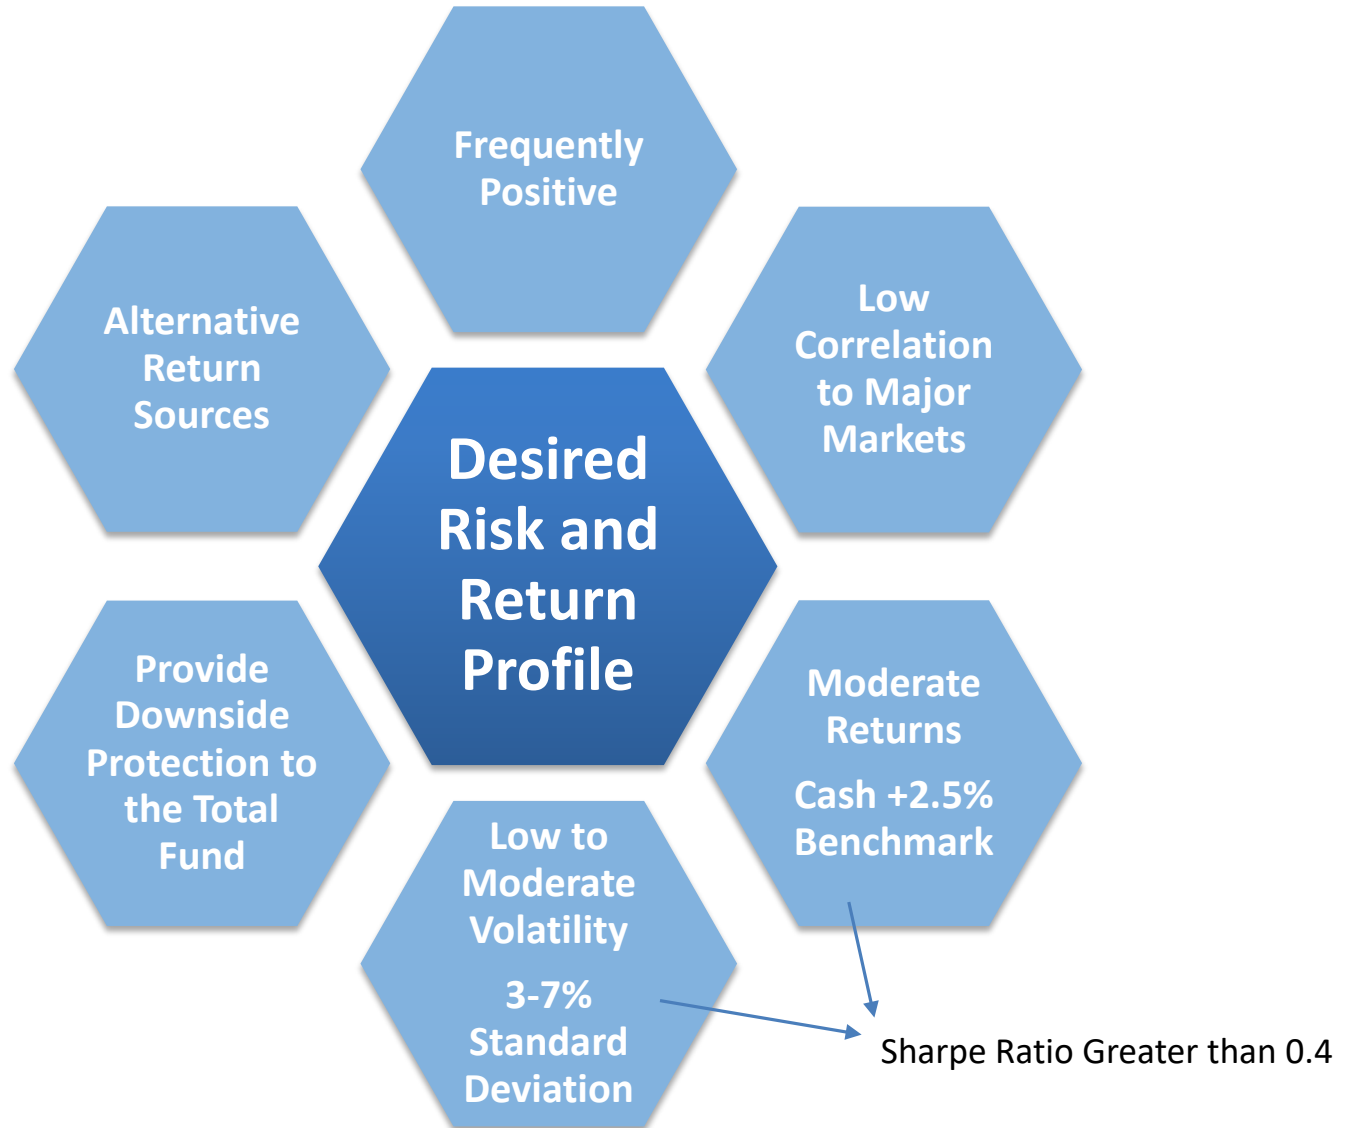 Frequently
Positive
Low
Correlation
to Major
Markets
Moderate
Returns
Cash +2.5%
Benchmark
Low to
Moderate
Volatility
3-7%
Standard
Deviation
Provide
Downside
Protection to
the Total
Fund
Alternative
Return
Sources
Desired
Risk and
Return
Profile
Sharpe Ratio Greater than 0.4